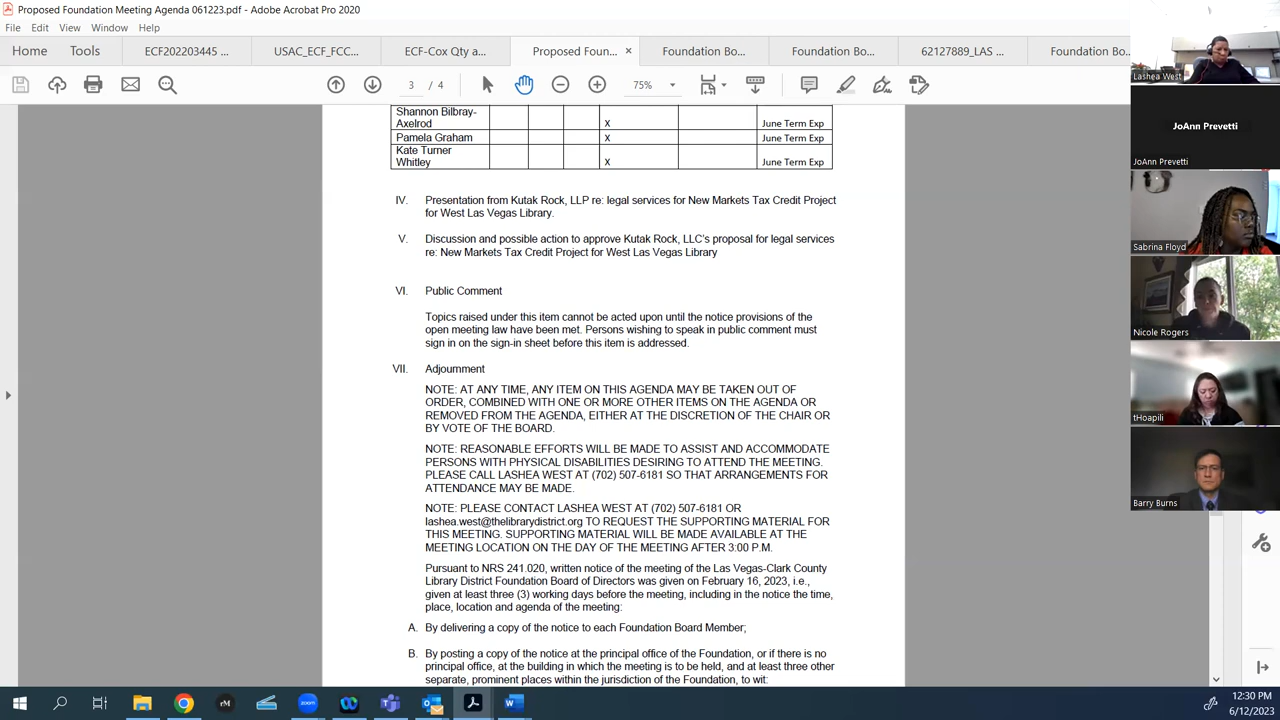 Proposed Foundation Meeting Agenda 061223.pdf - Adobe Acrobat Pro 2020
File Edit View Window Help
Home Tools ECF202203445 ... USAC_ECF_FCC... ECF-Cox Qty a... Proposed Foun... × Foundation Bo... Foundation Bo... 62127889_LAS ... Foundation Bo
3 / 4 75%
Shannon Bilbray-
Axelrod X June Term Exp
Pamela Graham X June Term Exp
Kate Turner
Whitley X June Term Exp
IV. Presentation from Kutak Rock, LLP re: legal services for New Markets Tax Credit Project
for West Las Vegas Library.
V. Discussion and possible action to approve Kutak Rock, LLC's proposal for legal services
re: New Markets Tax Credit Project for West Las Vegas Library
VI. Public Comment
Topics raised under this item cannot be acted upon until the notice provisions of the
open meeting law have been met. Persons wishing to speak in public comment must
sign in on the sign-in sheet before this item is addressed.
VII. Adjournment
NOTE: AT ANY TIME, ANY ITEM ON THIS AGENDA MAY BE TAKEN OUT OF
ORDER, COMBINED WITH ONE OR MORE OTHER ITEMS ON THE AGENDA OR
REMOVED FROM THE AGENDA, EITHER AT THE DISCRETION OF THE CHAIR OR
BY VOTE OF THE BOARD.
NOTE: REASONABLE EFFORTS WILL BE MADE TO ASSIST AND ACCOMMODATE
PERSONS WITH PHYSICAL DISABILITIES DESIRING TO ATTEND THE MEETING.
PLEASE CALL LASHEA WEST AT (702) 507-6181 SO THAT ARRANGEMENTS FOR
ATTENDANCE MAY BE MADE.
NOTE: PLEASE CONTACT LASHEA WEST AT (702) 507-6181 OR
lashea.west@thelibrarydistrict.org TO REQUEST THE SUPPORTING MATERIAL FOR
THIS MEETING. SUPPORTING MATERIAL WILL BE MADE AVAILABLE AT THE
MEETING LOCATION ON THE DAY OF THE MEETING AFTER 3:00 P.M.
Pursuant to NRS 241.020, written notice of the meeting of the Las Vegas-Clark County
Library District Foundation Board of Directors was given on February 16, 2023, i.e.,
given at least three (3) working days before the meeting, including in the notice the time,
place, location and agenda of the meeting:
A. By delivering a copy of the notice to each Foundation Board Member;
B. By posting a copy of the notice at the principal office of the Foundation, or if there is no
principal office, at the building in which the meeting is to be held, and at least three other
separate, prominent places within the jurisdiction of the Foundation, to wit:
Lashea West
JoAnn Prevetti
JoAnn Prevetti
Sabrina Floyd
Nicole Rogers
tHoapili
Barry Burns
rM
zoom
12:30 PM
6/12/2023